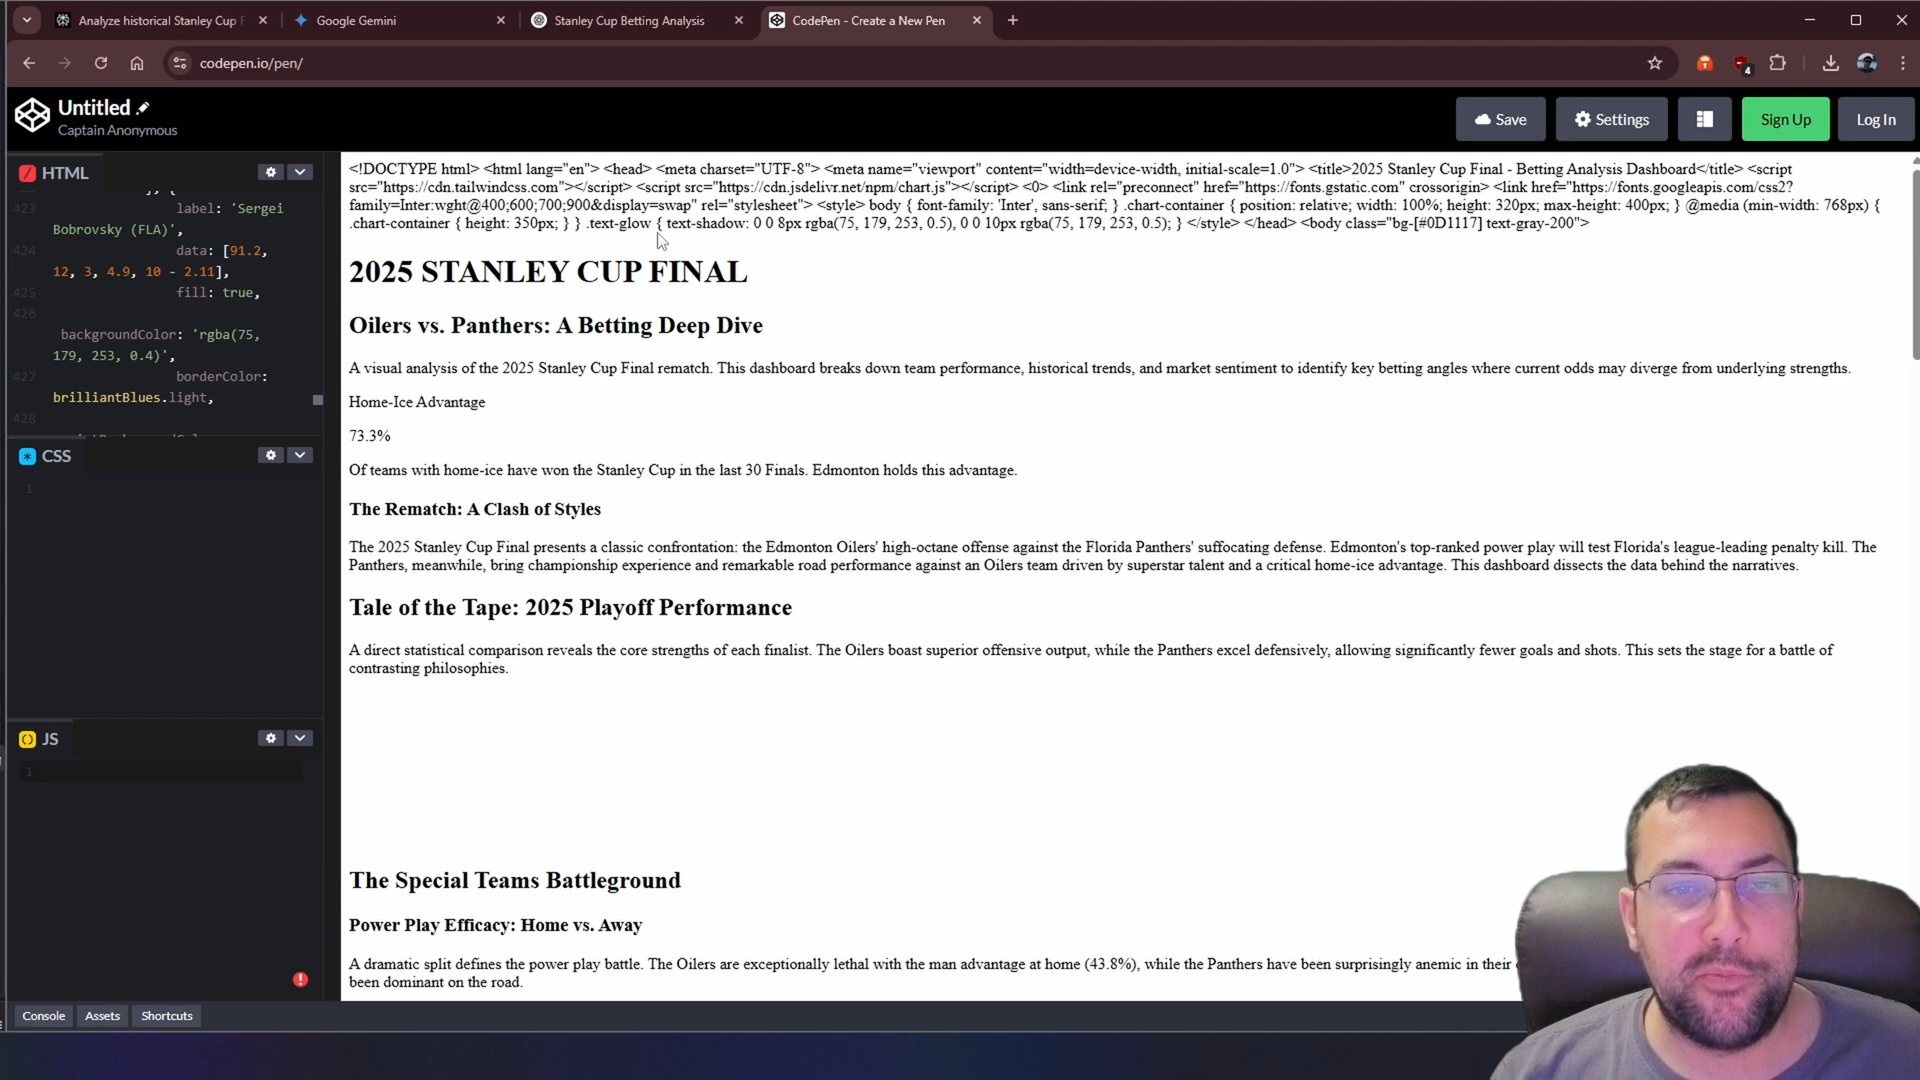 Analyze historical Stanley Cup F
Google Gemini
Stanley Cup Betting Analysis
CodePen - Create a New Pen
codepen.io/pen/
4
Untitled
Captain Anonymous
Save
Settings
Sign Up
Log In
HTML
423
label: 'Sergei
Bobrovsky (FLA)',
424
data: [91.2,
12, 3, 4.9, 10 - 2.11],
425
fill: true,
426
backgroundColor: 'rgba(75,
179, 253, 0.4)',
427
borderColor:
brilliantBlues.light,
428
CSS
1
JS
1
<!DOCTYPE html> <html lang="en"> <head> <meta charset="UTF-8"> <meta name="viewport" content="width=device-width, initial-scale=1.0"> <title>2025 Stanley Cup Final - Betting Analysis Dashboard</title> <script
src="https://cdn.tailwindcss.com"></script> <script src="https://cdn.jsdelivr.net/npm/chart.js"></script> <0> <link rel="preconnect" href="https://fonts.gstatic.com" crossorigin> <link href="https://fonts.googleapis.com/css2?
family=Inter:wght@400;600;700;900&display=swap" rel="stylesheet"> <style> body { font-family: 'Inter', sans-serif; } .chart-container { position: relative; width: 100%; height: 320px; max-height: 400px; } @media (min-width: 768px) {
.chart-container { height: 350px; } } .text-glow { text-shadow: 0 0 8px rgba(75, 179, 253, 0.5), 0 0 10px rgba(75, 179, 253, 0.5); } </style> </head> <body class="bg-[#0D1117] text-gray-200">
2025 STANLEY CUP FINAL
Oilers vs. Panthers: A Betting Deep Dive
A visual analysis of the 2025 Stanley Cup Final rematch. This dashboard breaks down team performance, historical trends, and market sentiment to identify key betting angles where current odds may diverge from underlying strengths.
Home-Ice Advantage
73.3%
Of teams with home-ice have won the Stanley Cup in the last 30 Finals. Edmonton holds this advantage.
The Rematch: A Clash of Styles
The 2025 Stanley Cup Final presents a classic confrontation: the Edmonton Oilers' high-octane offense against the Florida Panthers' suffocating defense. Edmonton's top-ranked power play will test Florida's league-leading penalty kill. The
Panthers, meanwhile, bring championship experience and remarkable road performance against an Oilers team driven by superstar talent and a critical home-ice advantage. This dashboard dissects the data behind the narratives.
Tale of the Tape: 2025 Playoff Performance
A direct statistical comparison reveals the core strengths of each finalist. The Oilers boast superior offensive output, while the Panthers excel defensively, allowing significantly fewer goals and shots. This sets the stage for a battle of
contrasting philosophies.
The Special Teams Battleground
Power Play Efficacy: Home vs. Away
A dramatic split defines the power play battle. The Oilers are exceptionally lethal with the man advantage at home (43.8%), while the Panthers have been surprisingly anemic in their
been dominant on the road.
Console
Assets
Shortcuts